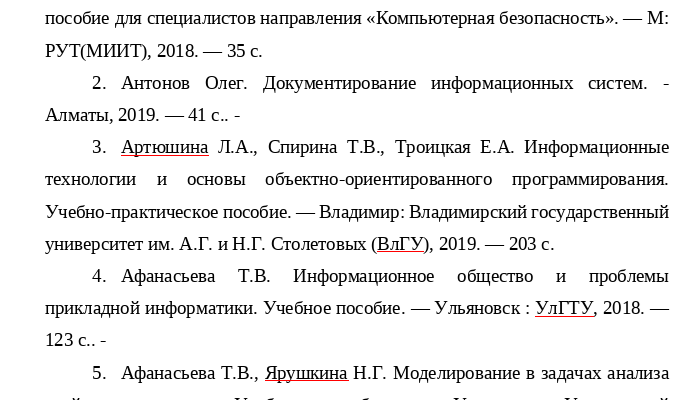 пособие для специалистов направления «Компьютерная безопасность». — М:
РУТ(МИИТ), 2018. — 35 с.
2. Антонов Олег. Документирование информационных систем. -
Алматы, 2019. — 41 с.. -
3. Артюшина Л.А., Спирина Т.В., Троицкая Е.А. Информационные
технологии и основы объектно-ориентированного программирования.
Учебно-практическое пособие. — Владимир: Владимирский государственный
университет им. А.Г. и Н.Г. Столетовых (ВлГУ), 2019. — 203 с.
4. Афанасьева Т.В. Информационное общество и проблемы
прикладной информатики. Учебное пособие. — Ульяновск : УлГТУ, 2018. —
123 с.. -
5. Афанасьева Т.В., Ярушкина Н.Г. Моделирование в задачах анализа